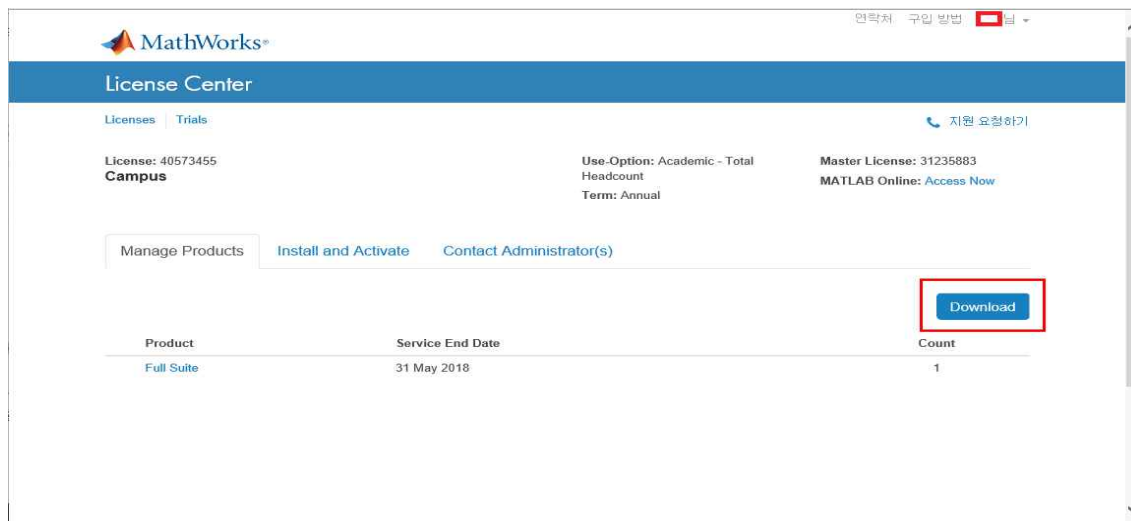 연락처 구입 방법 님
MathWorks®
License Center
Licenses Trials
지원 요청하기
License: 40573455
Campus
Use-Option: Academic - Total
Headcount
Term: Annual
Master License: 31235883
MATLAB Online: Access Now
Manage Products Install and Activate Contact Administrator(s)
Download
Product Service End Date Count
Full Suite 31 May 2018 1